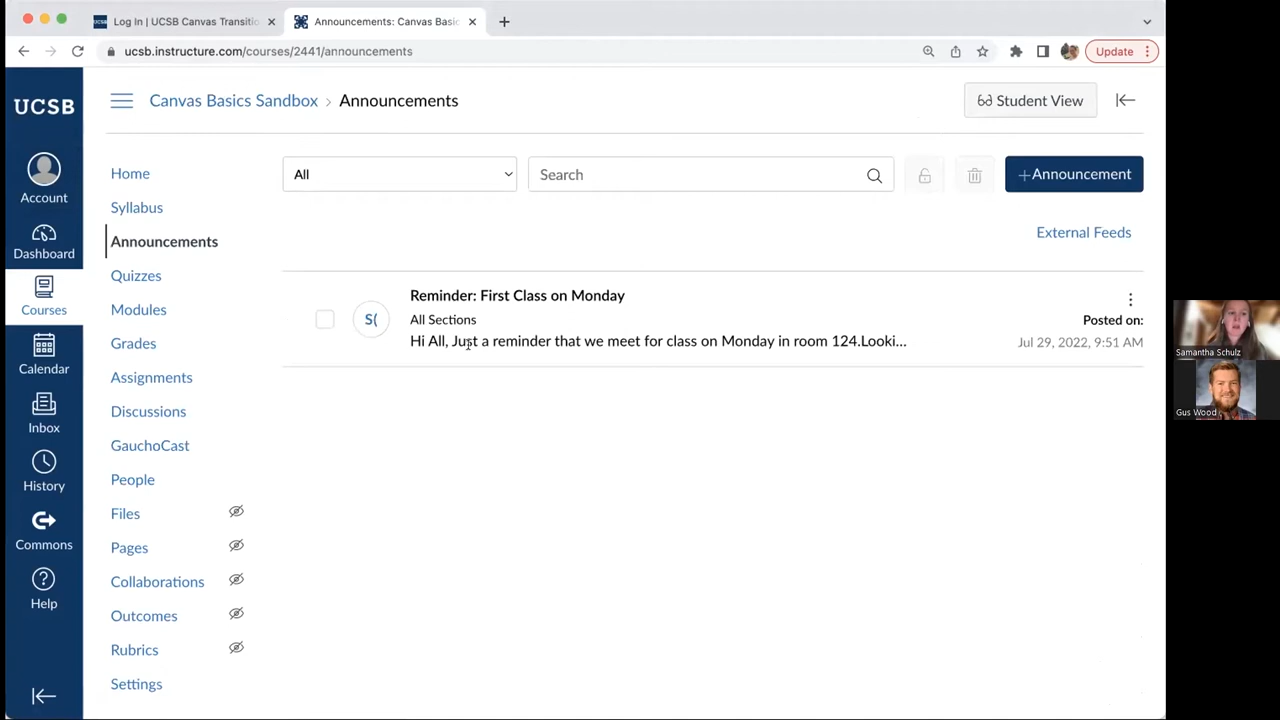 Log In | UCSB Canvas Transitio
Announcements: Canvas Basic
ucsb.instructure.com/courses/2441/announcements
Update
UCSB
Account
Dashboard
Courses
Calendar
Inbox
History
Commons
Help
Canvas Basics Sandbox › Announcements
Student View
Home
Syllabus
Announcements
Quizzes
Modules
Grades
Assignments
Discussions
GauchoCast
People
Files
Pages
Collaborations
Outcomes
Rubrics
Settings
All
Search
+Announcement
External Feeds
S(
Reminder: First Class on Monday
All Sections
Hi All, Just a reminder that we meet for class on Monday in room 124.Looki...
Posted on:
Jul 29, 2022, 9:51 AM
Samantha Schulz
Gus Wood